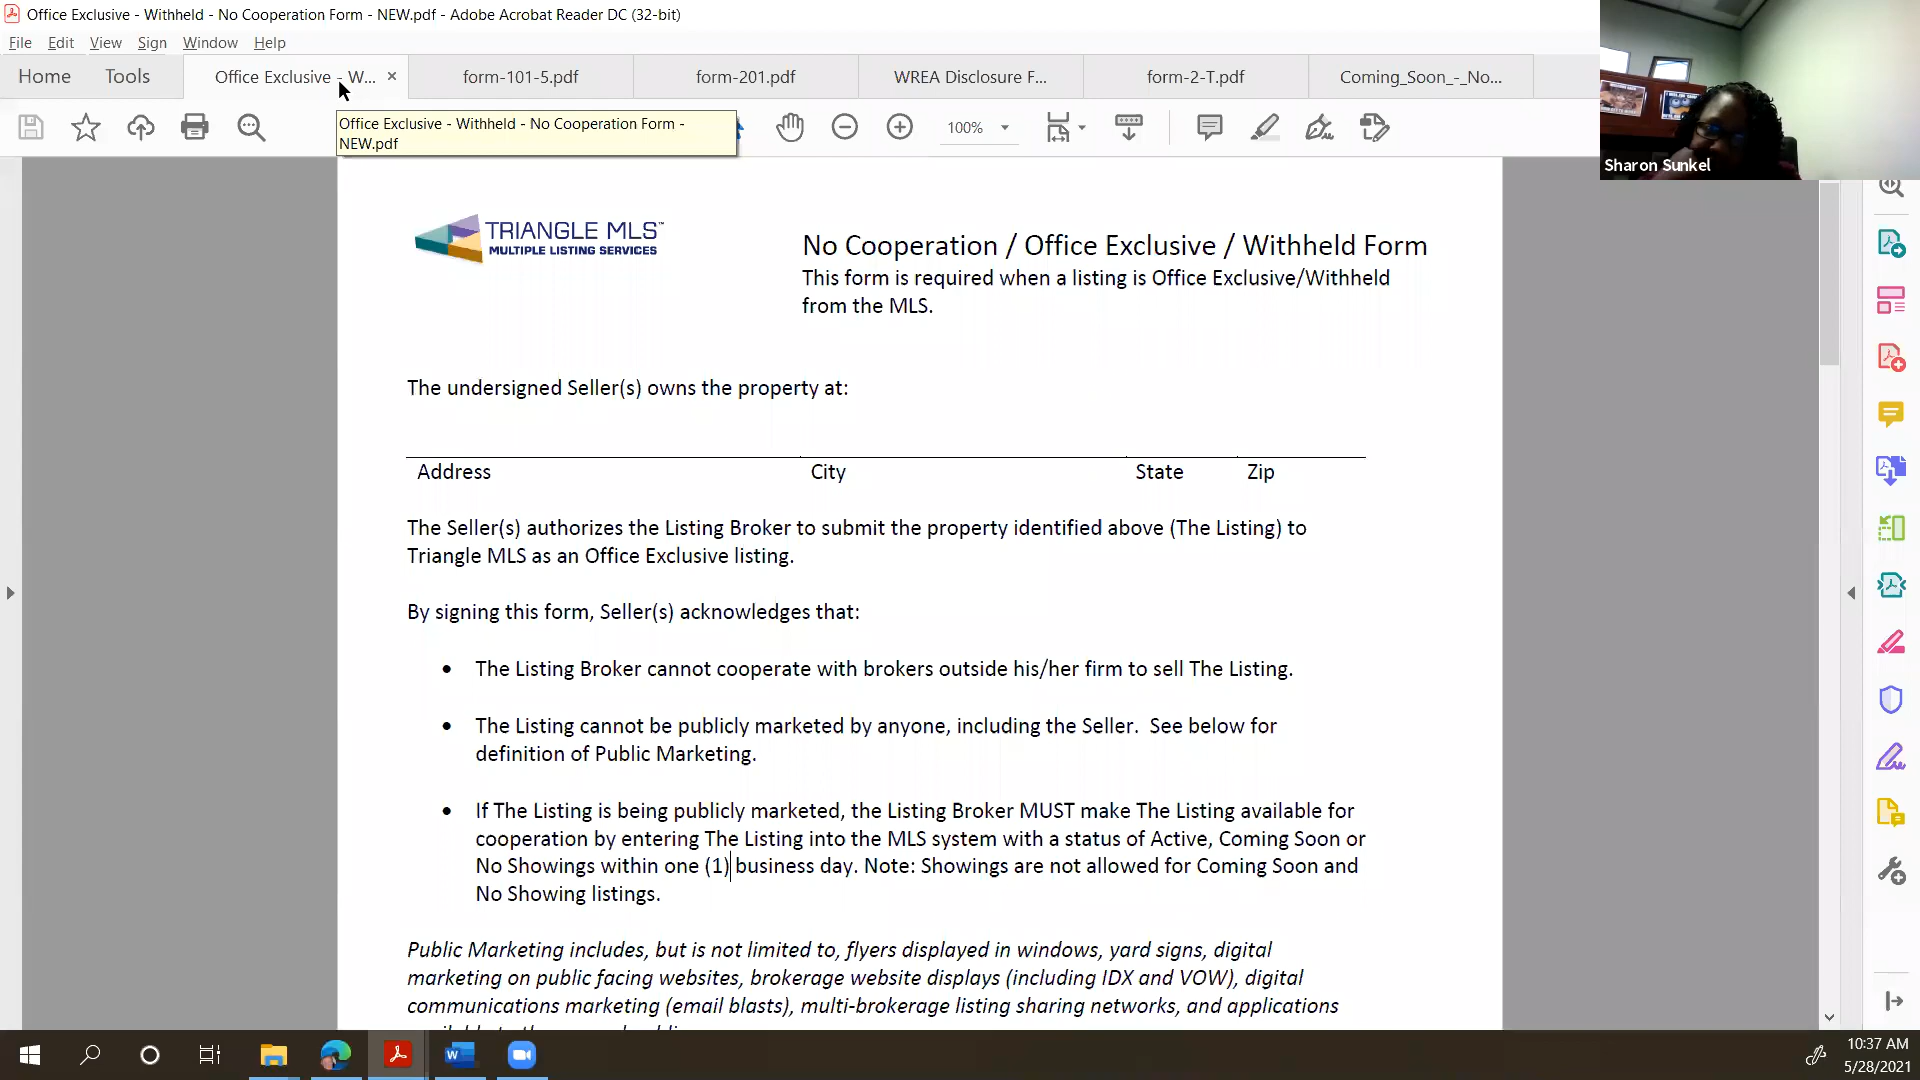 Office Exclusive - Withheld - No Cooperation Form - NEW.pdf - Adobe Acrobat Reader DC (32-bit)
File Edit View Sign Window Help
Home Tools Office Exclusive - W... × form-101-5.pdf form-201.pdf WREA Disclosure F... form-2-T.pdf Coming_Soon_-_No...
Office Exclusive - Withheld - No Cooperation Form -
NEW.pdf
100%
Sharon Sunkel
TRIANGLE MLS™
MULTIPLE LISTING SERVICES
No Cooperation / Office Exclusive / Withheld Form
This form is required when a listing is Office Exclusive/Withheld
from the MLS.
The undersigned Seller(s) owns the property at:
Address City State Zip
The Seller(s) authorizes the Listing Broker to submit the property identified above (The Listing) to
Triangle MLS as an Office Exclusive listing.
By signing this form, Seller(s) acknowledges that:
• The Listing Broker cannot cooperate with brokers outside his/her firm to sell The Listing.
• The Listing cannot be publicly marketed by anyone, including the Seller.  See below for
definition of Public Marketing.
• If The Listing is being publicly marketed, the Listing Broker MUST make The Listing available for
cooperation by entering The Listing into the MLS system with a status of Active, Coming Soon or
No Showings within one (1) business day. Note: Showings are not allowed for Coming Soon and
No Showing listings.
Public Marketing includes, but is not limited to, flyers displayed in windows, yard signs, digital
marketing on public facing websites, brokerage website displays (including IDX and VOW), digital
communications marketing (email blasts), multi-brokerage listing sharing networks, and applications
10:37 AM
5/28/2021